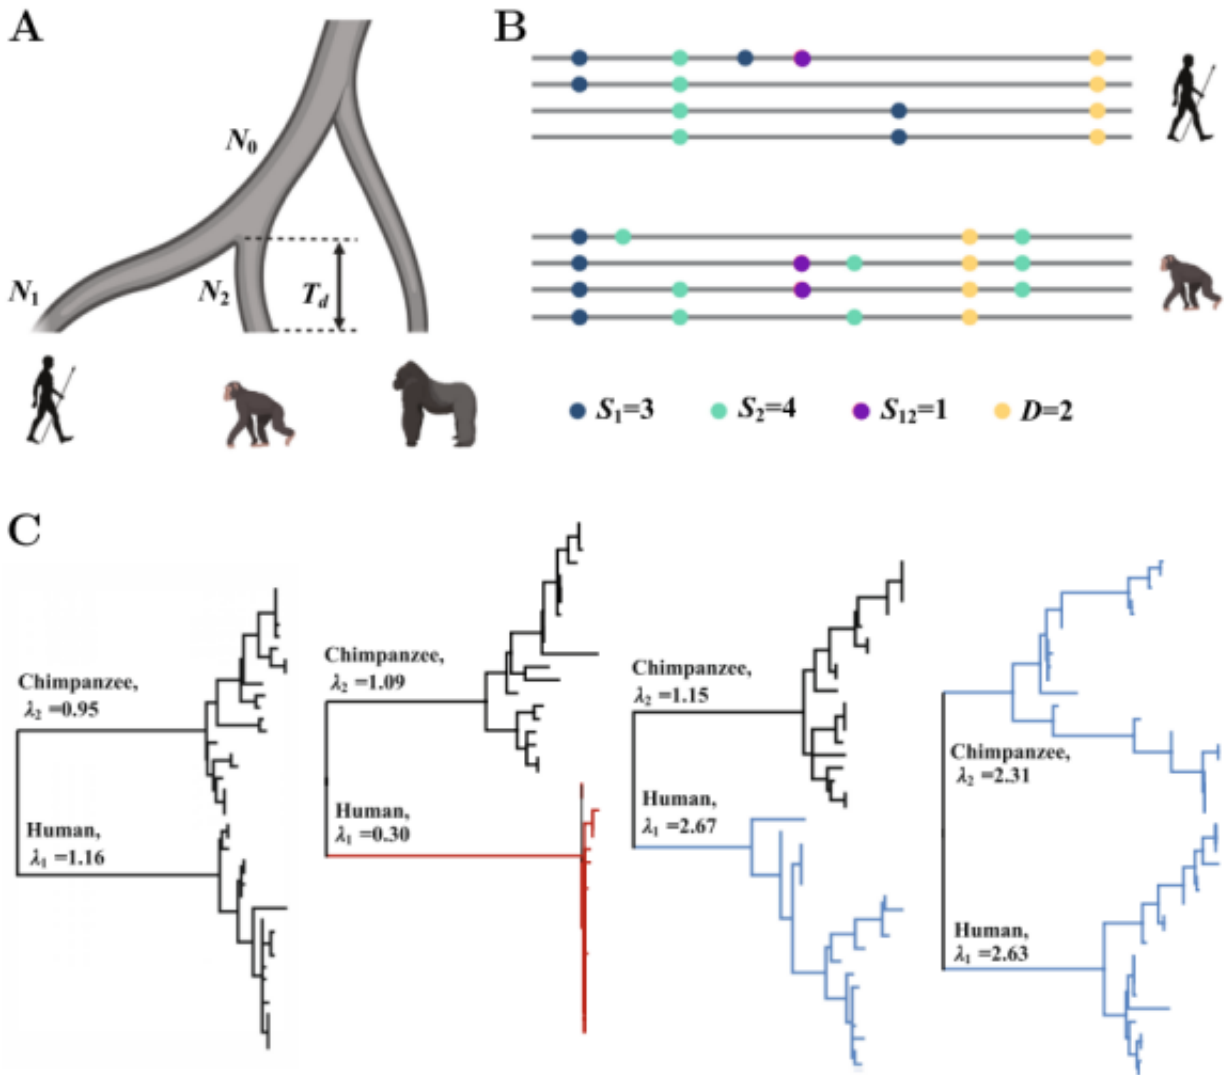 A
B
N₀
N₁
N₂
T_d
S₁=3
S₂=4
S₁₂=1
D=2
C
Chimpanzee,
λ₂ =0.95
Human,
λ₁ =1.16
Chimpanzee,
λ₂ =1.09
Human,
λ₁ =0.30
Chimpanzee,
λ₂ =1.15
Human,
λ₁ =2.67
Chimpanzee,
λ₂ =2.31
Human,
λ₁ =2.63